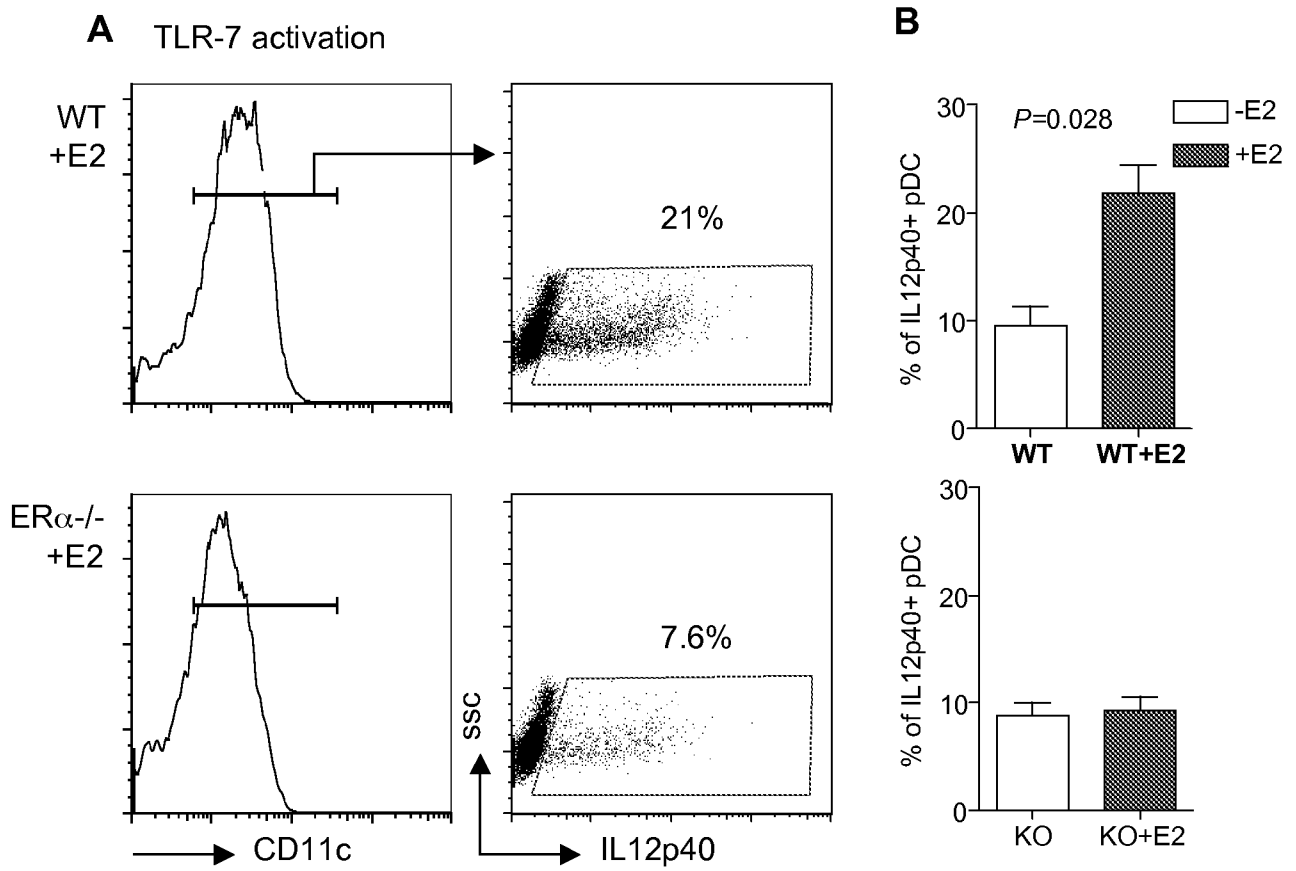 A
TLR-7 activation
WT
+E2
21%
ERα-/-
+E2
7.6%
ssc
CD11c
IL12p40
B
30
20
10
0
% of IL12p40+ pDC
P=0.028
-E2
+E2
WT
WT+E2
30
20
10
0
% of IL12p40+ pDC
KO
KO+E2